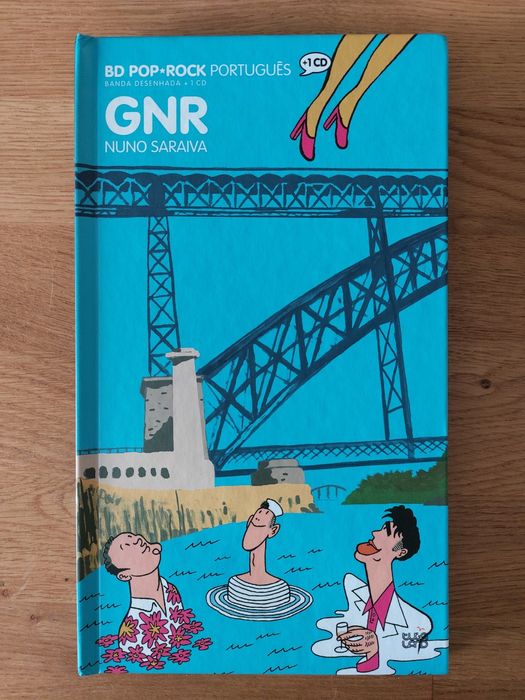 BD POP★ROCK PORTUGUÊS
+1 CD
BANDA DESENHADA + 1 CD
GNR
NUNO SARAIVA